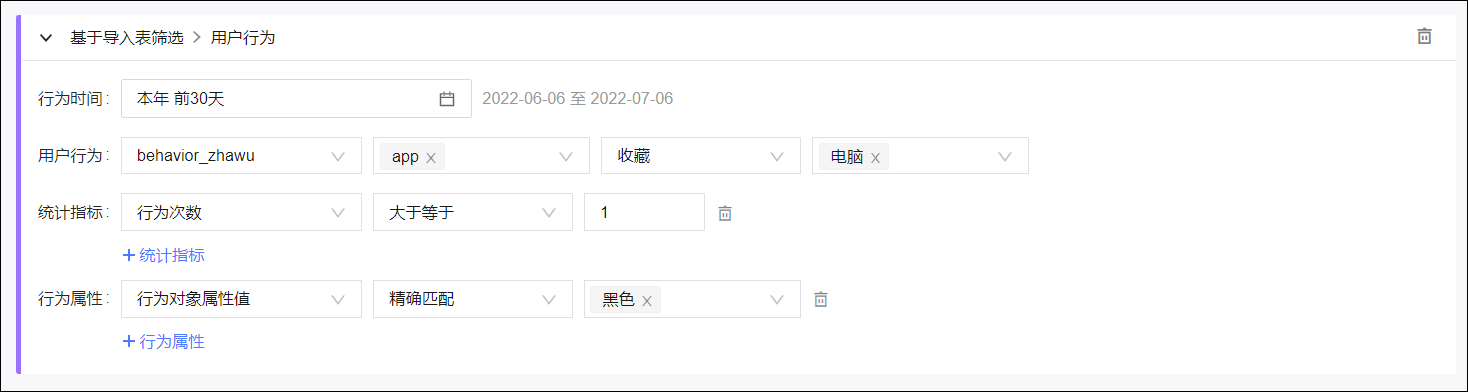 基于导入表筛选 > 用户行为
行为时间: 本年 前30天 2022-06-06 至 2022-07-06
用户行为: behavior_zhawu app x 收藏 电脑 x
统计指标: 行为次数 大于等于 1
+ 统计指标
行为属性: 行为对象属性值 精确匹配 黑色 x
+ 行为属性